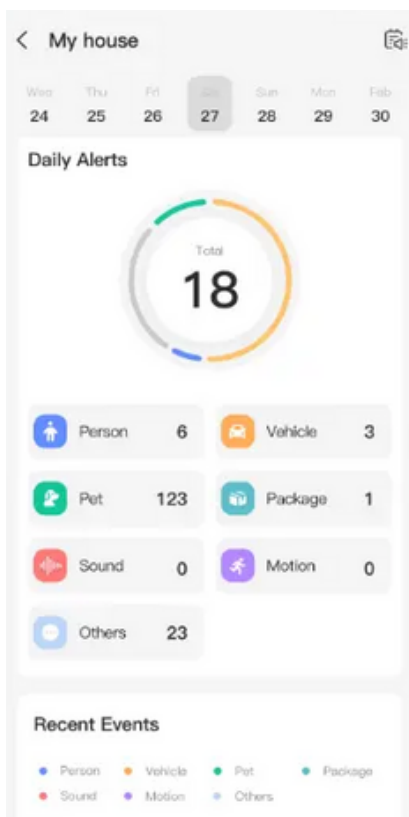 My house
Wed Thu Fri Sun Mon Feb
24 25 26 27 28 29 30
Daily Alerts
Total
18
Person 6 Vehicle 3
Pet 123 Package 1
Sound 0 Motion 0
Others 23
Recent Events
Person Vehicle Pet Package
Sound Motion Others